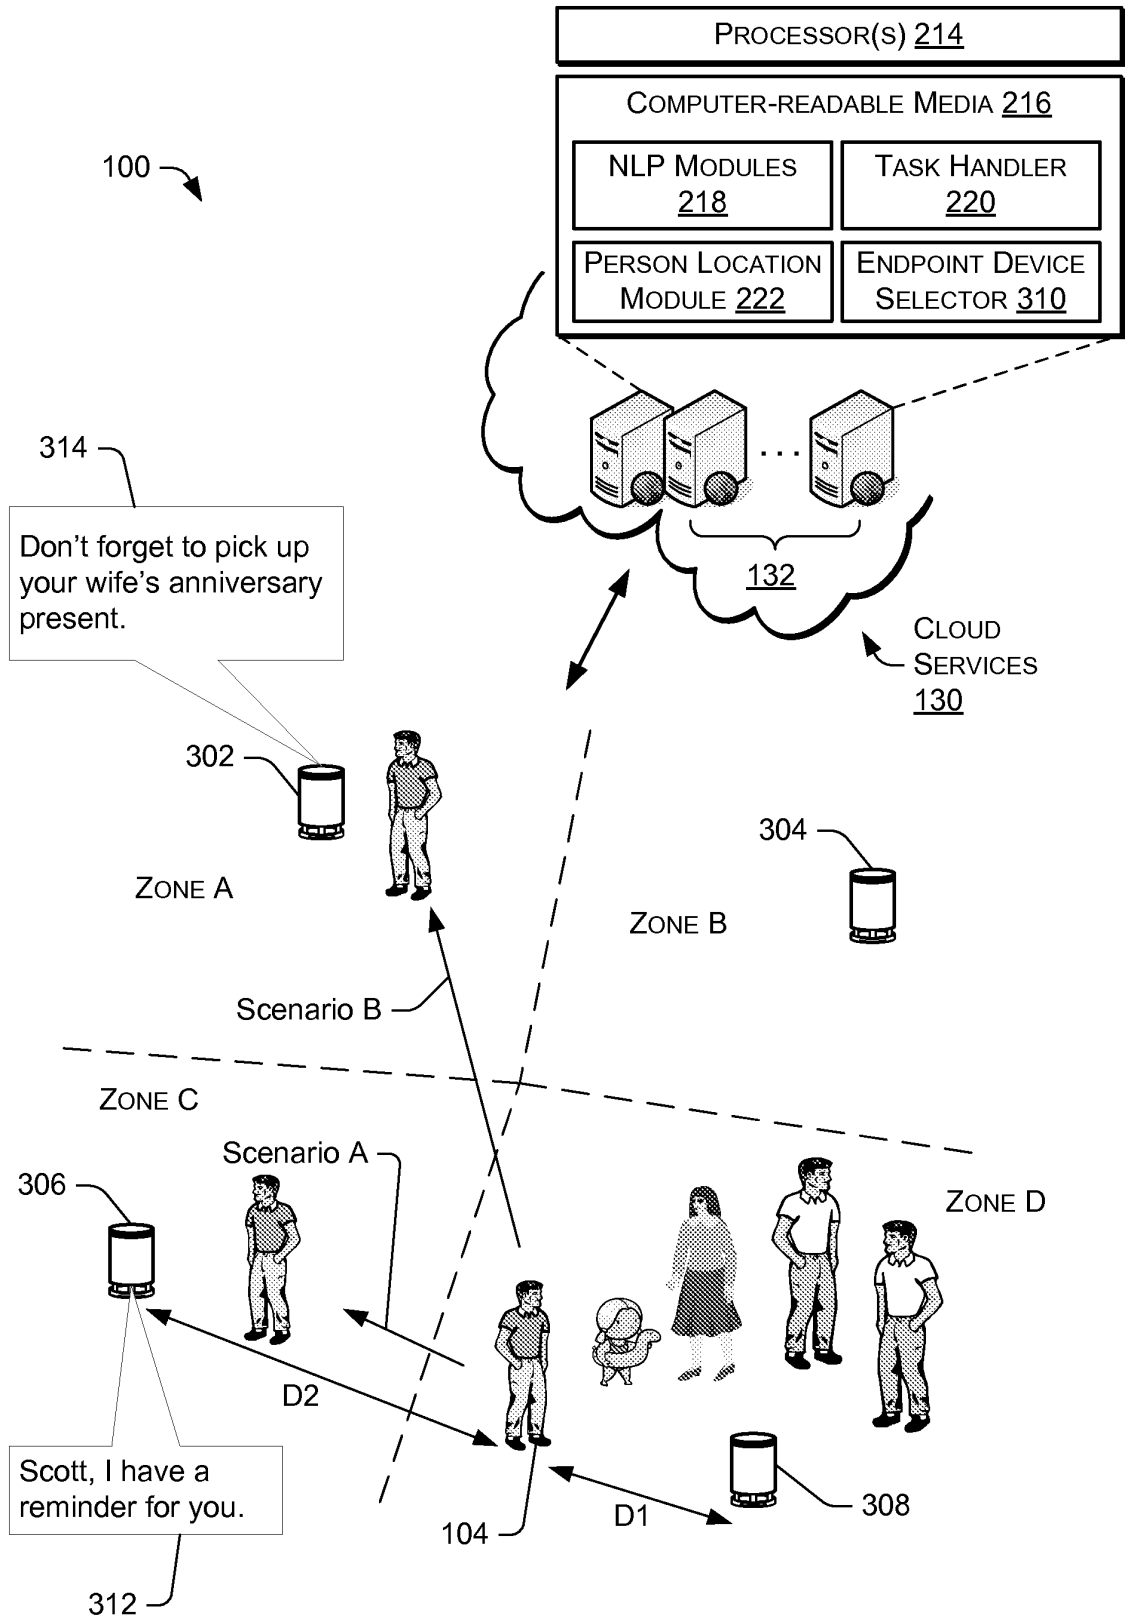 PROCESSOR(S) 214
COMPUTER-READABLE MEDIA 216
NLP MODULES
218
TASK HANDLER
220
PERSON LOCATION
MODULE 222
ENDPOINT DEVICE
SELECTOR 310
100
132
CLOUD
SERVICES
130
314
Don't forget to pick up
your wife's anniversary
present.
302
304
ZONE A
ZONE B
Scenario B
ZONE C
Scenario A
306
ZONE D
D2
Scott, I have a
reminder for you.
D1
308
104
312